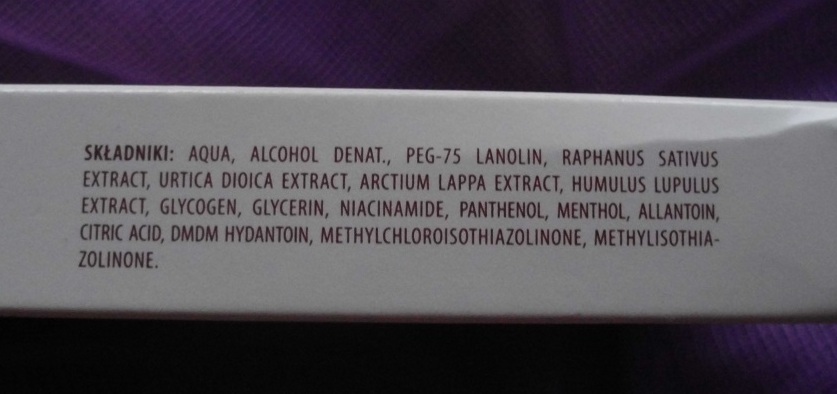 SKŁADNIKI: AQUA, ALCOHOL DENAT., PEG-75 LANOLIN, RAPHANUS SATIVUS
EXTRACT, URTICA DIOICA EXTRACT, ARCTIUM LAPPA EXTRACT, HUMULUS LUPULUS
EXTRACT, GLYCOGEN, GLYCERIN, NIACINAMIDE, PANTHENOL, MENTHOL, ALLANTOIN,
CITRIC ACID, DMDM HYDANTOIN, METHYLCHLOROISOTHIAZOLINONE, METHYLISOTHIA-
ZOLINONE.